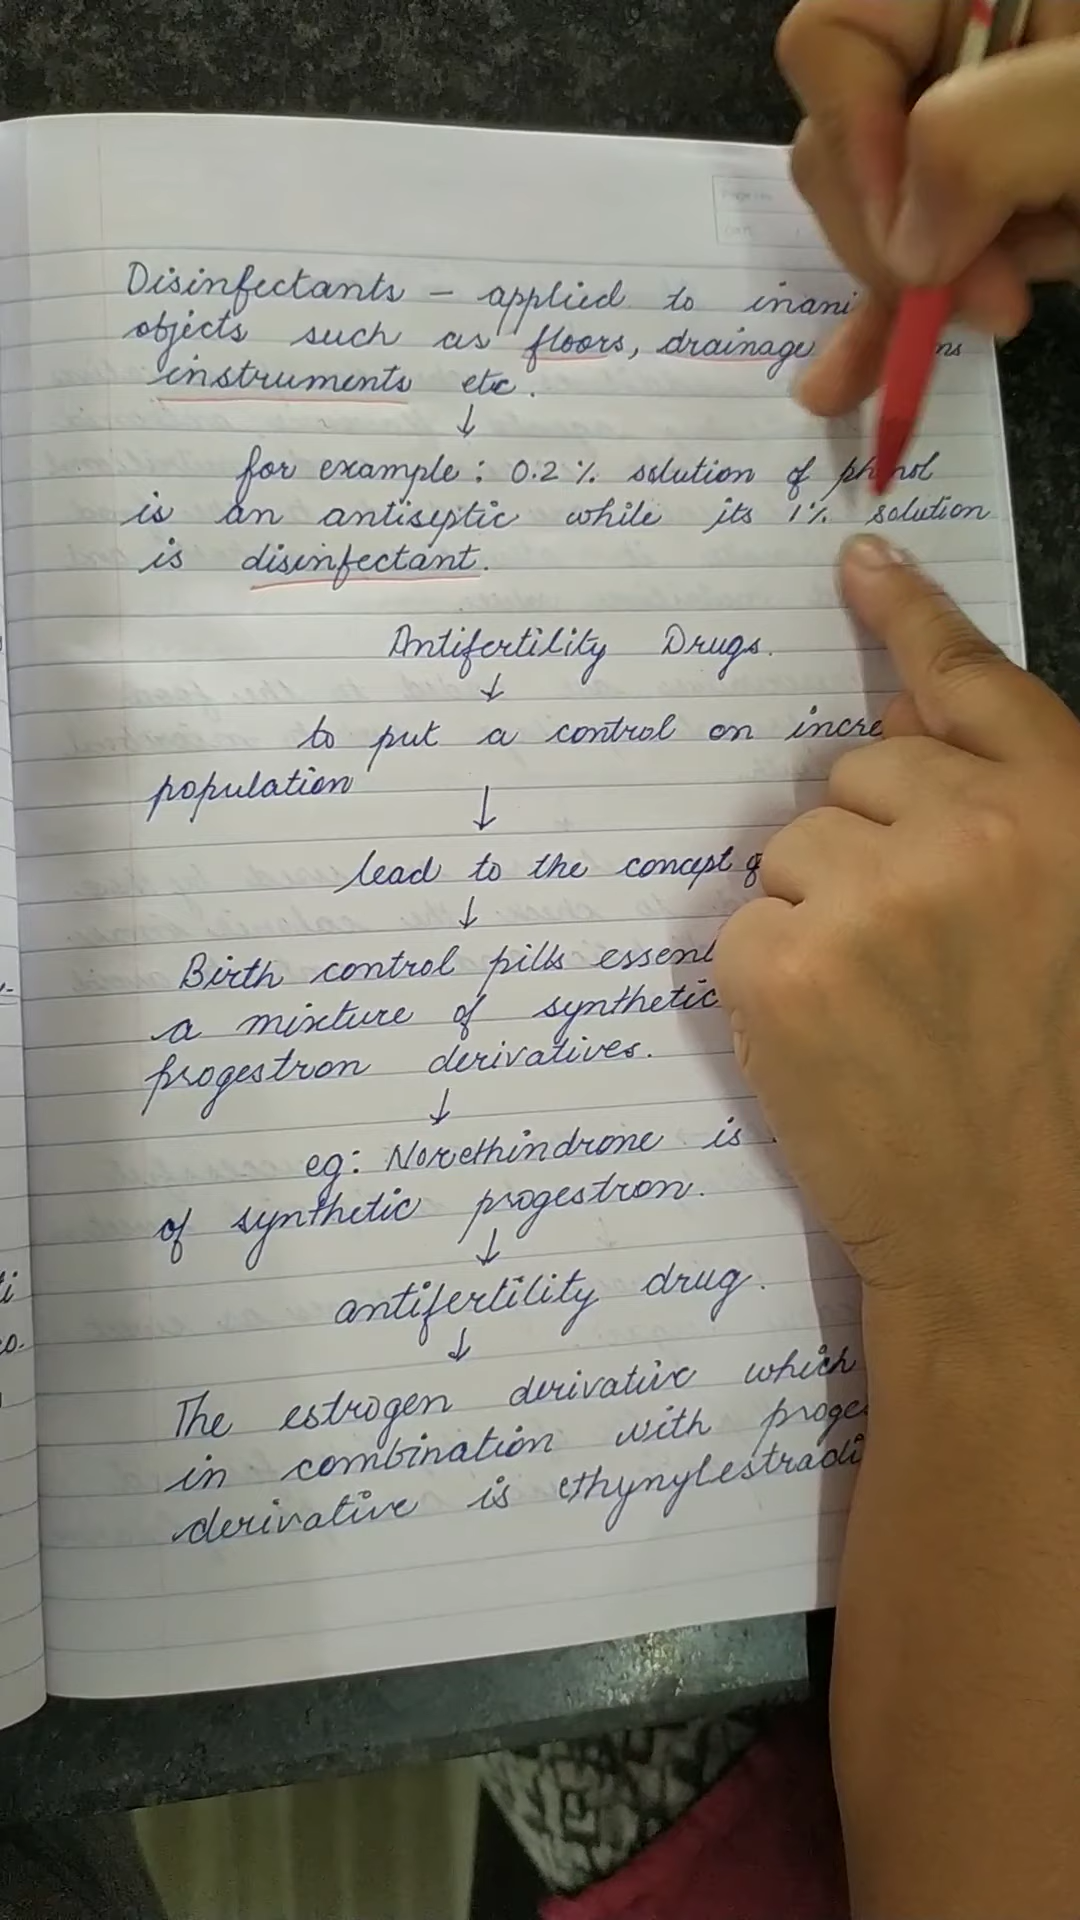 Disinfectants - applied to inani
objects such as floors, drainage ns
instruments etc.
↓
for example: 0.2% solution of phenol
is an antiseptic while its 1% solution
is disinfectant.
Antifertility Drugs.
↓
to put a control on incre
population
↓
lead to the concept of
↓
Birth control pills essent
a mixture of synthetic
progestron derivatives.
↓
eg: Norethindrone is
of synthetic progestron.
↓
antifertility drug.
↓
The estrogen derivative which
in combination with proge
derivative is ethynylestradi